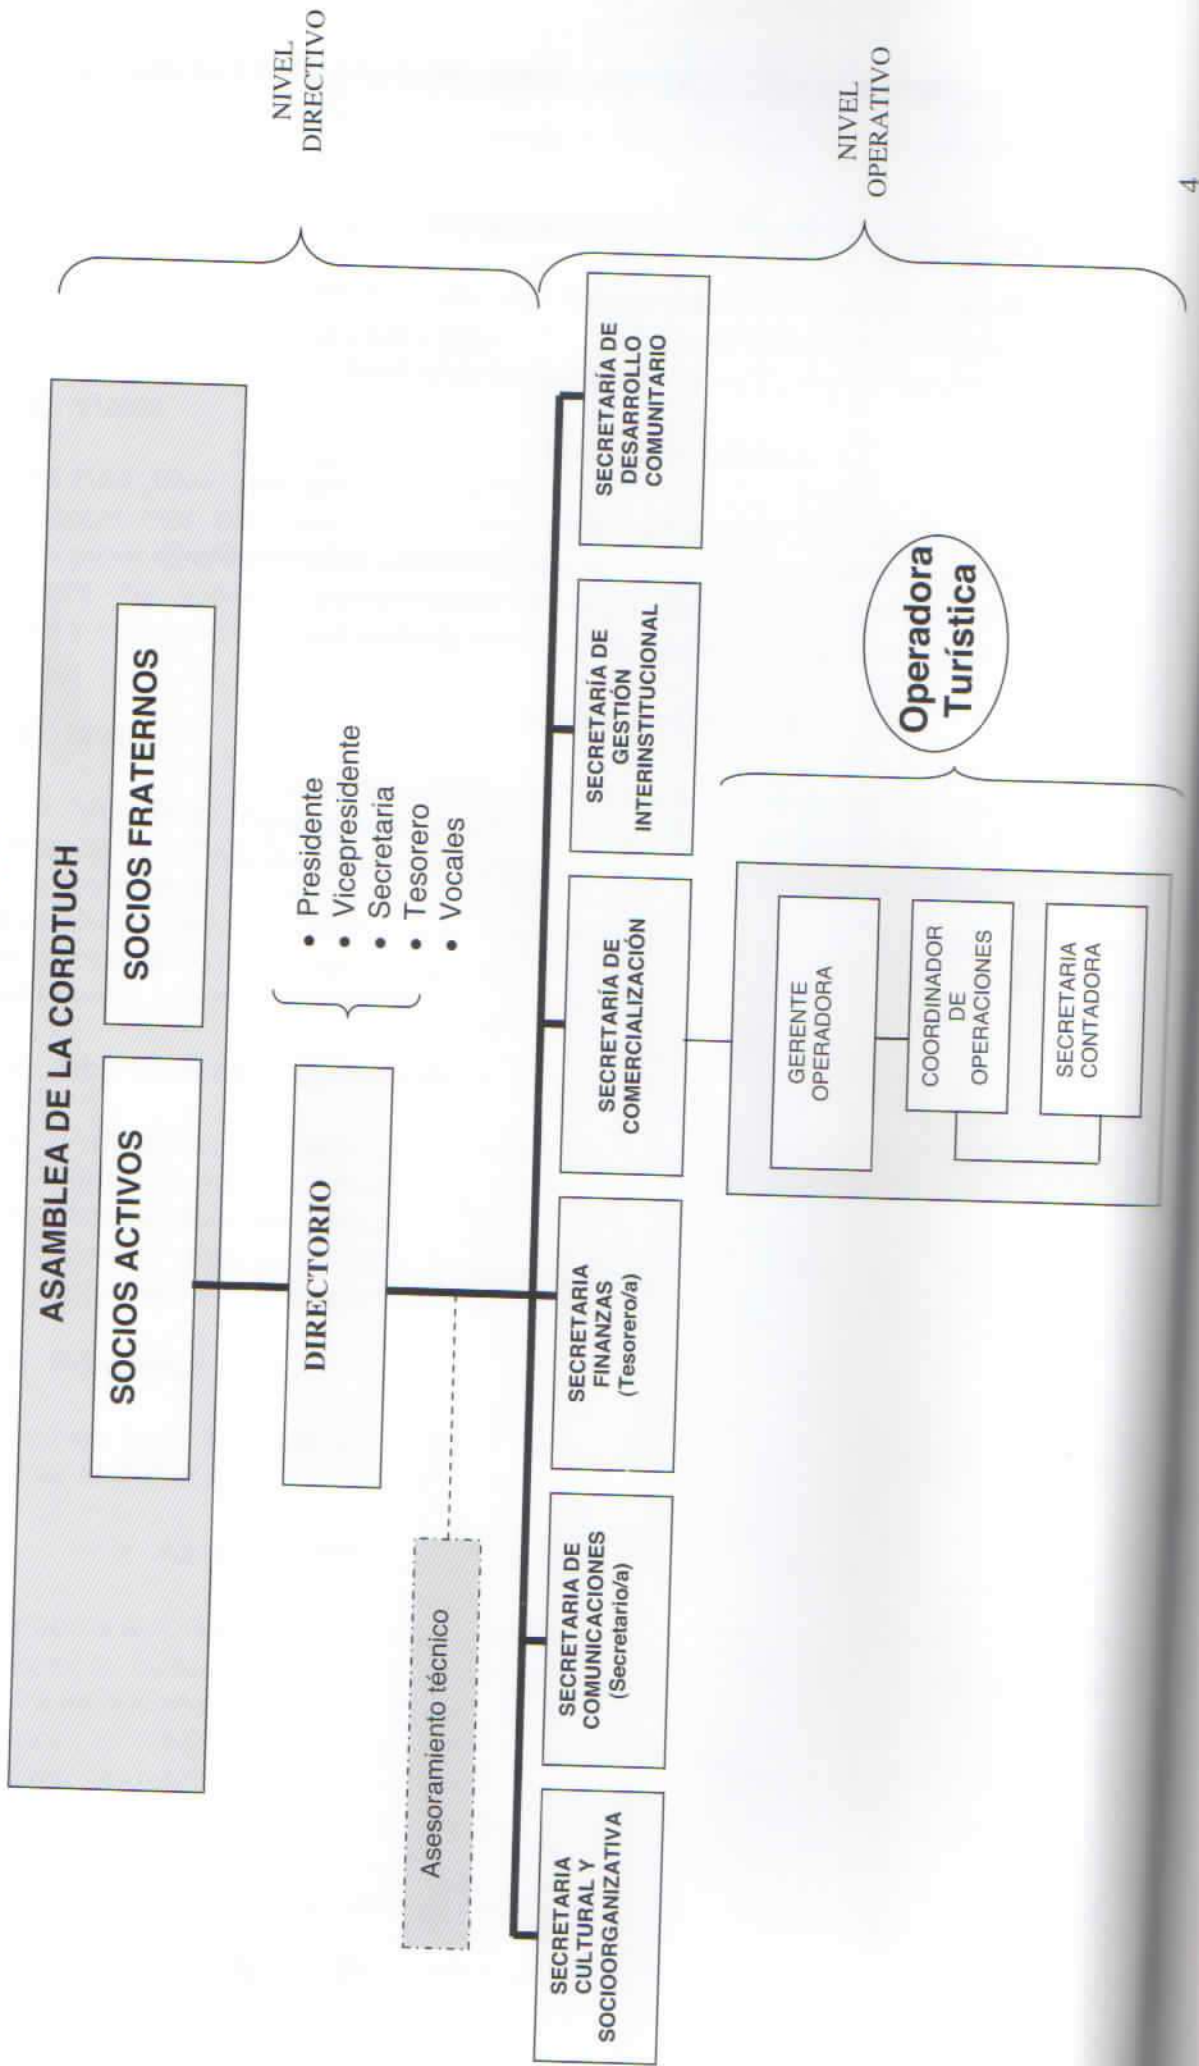 ASAMBLEA DE LA CORDTUCH
SOCIOS ACTIVOS
SOCIOS FRATERNOS
NIVEL
DIRECTIVO
DIRECTORIO
• Presidente
• Vicepresidente
• Secretaria
• Tesorero
• Vocales
Asesoramiento técnico
SECRETARIA
CULTURAL Y
SOCIOORGANIZATIVA
SECRETARIA DE
COMUNICACIONES
(Secretario/a)
SECRETARIA
FINANZAS
(Tesorero/a)
SECRETARÍA DE
COMERCIALIZACIÓN
SECRETARÍA DE
GESTIÓN
INTERINSTITUCIONAL
SECRETARÍA DE
DESARROLLO
COMUNITARIO
NIVEL
OPERATIVO
GERENTE
OPERADORA
COORDINADOR
DE
OPERACIONES
SECRETARIA
CONTADORA
Operadora
Turística
4